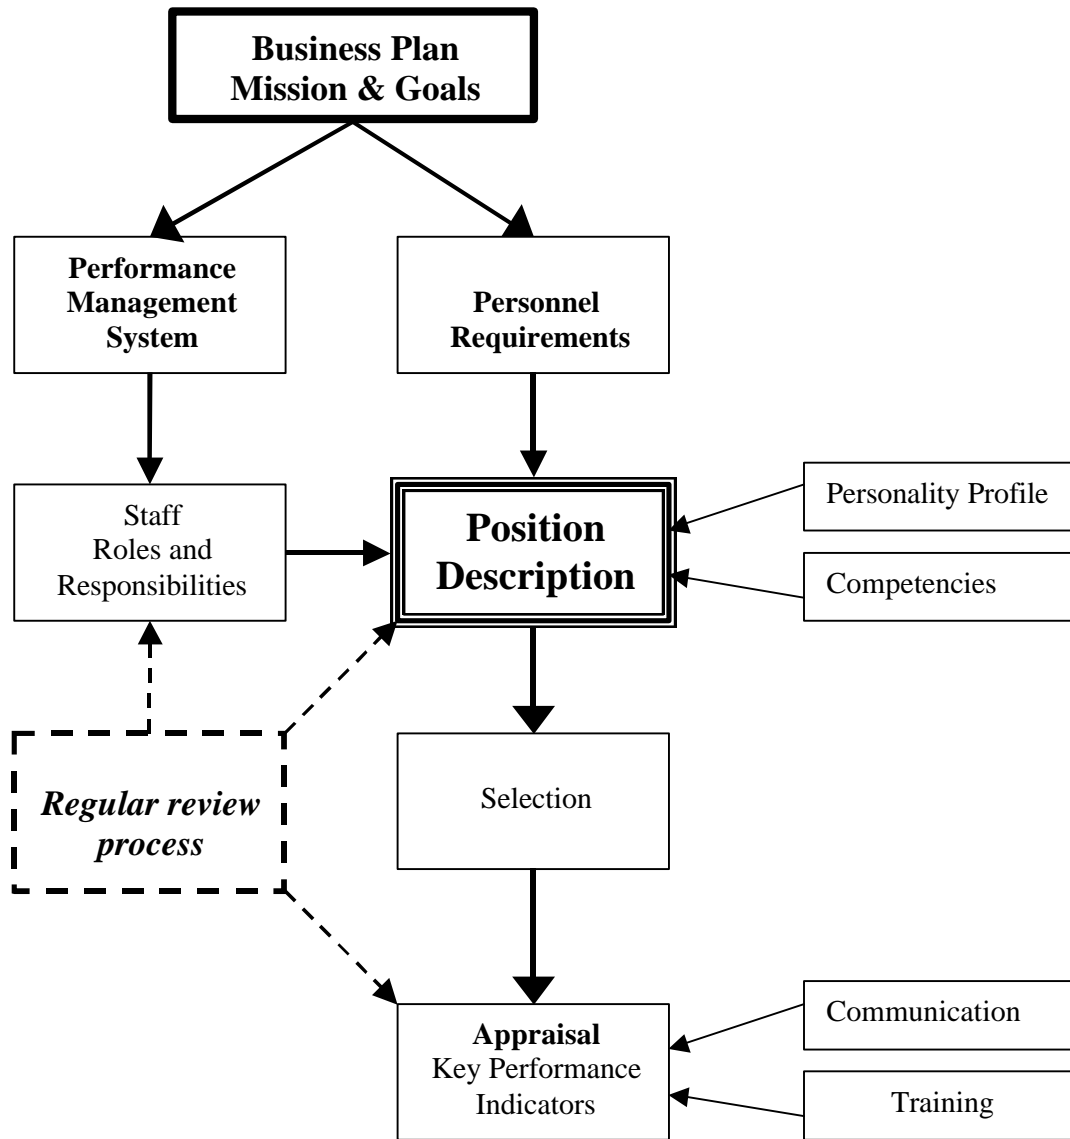 Business Plan
Mission & Goals
Performance
Management
System
Personnel
Requirements
Staff
Roles and
Responsibilities
Position
Description
Personality Profile
Competencies
Regular review
process
Selection
Appraisal
Key Performance
Indicators
Communication
Training